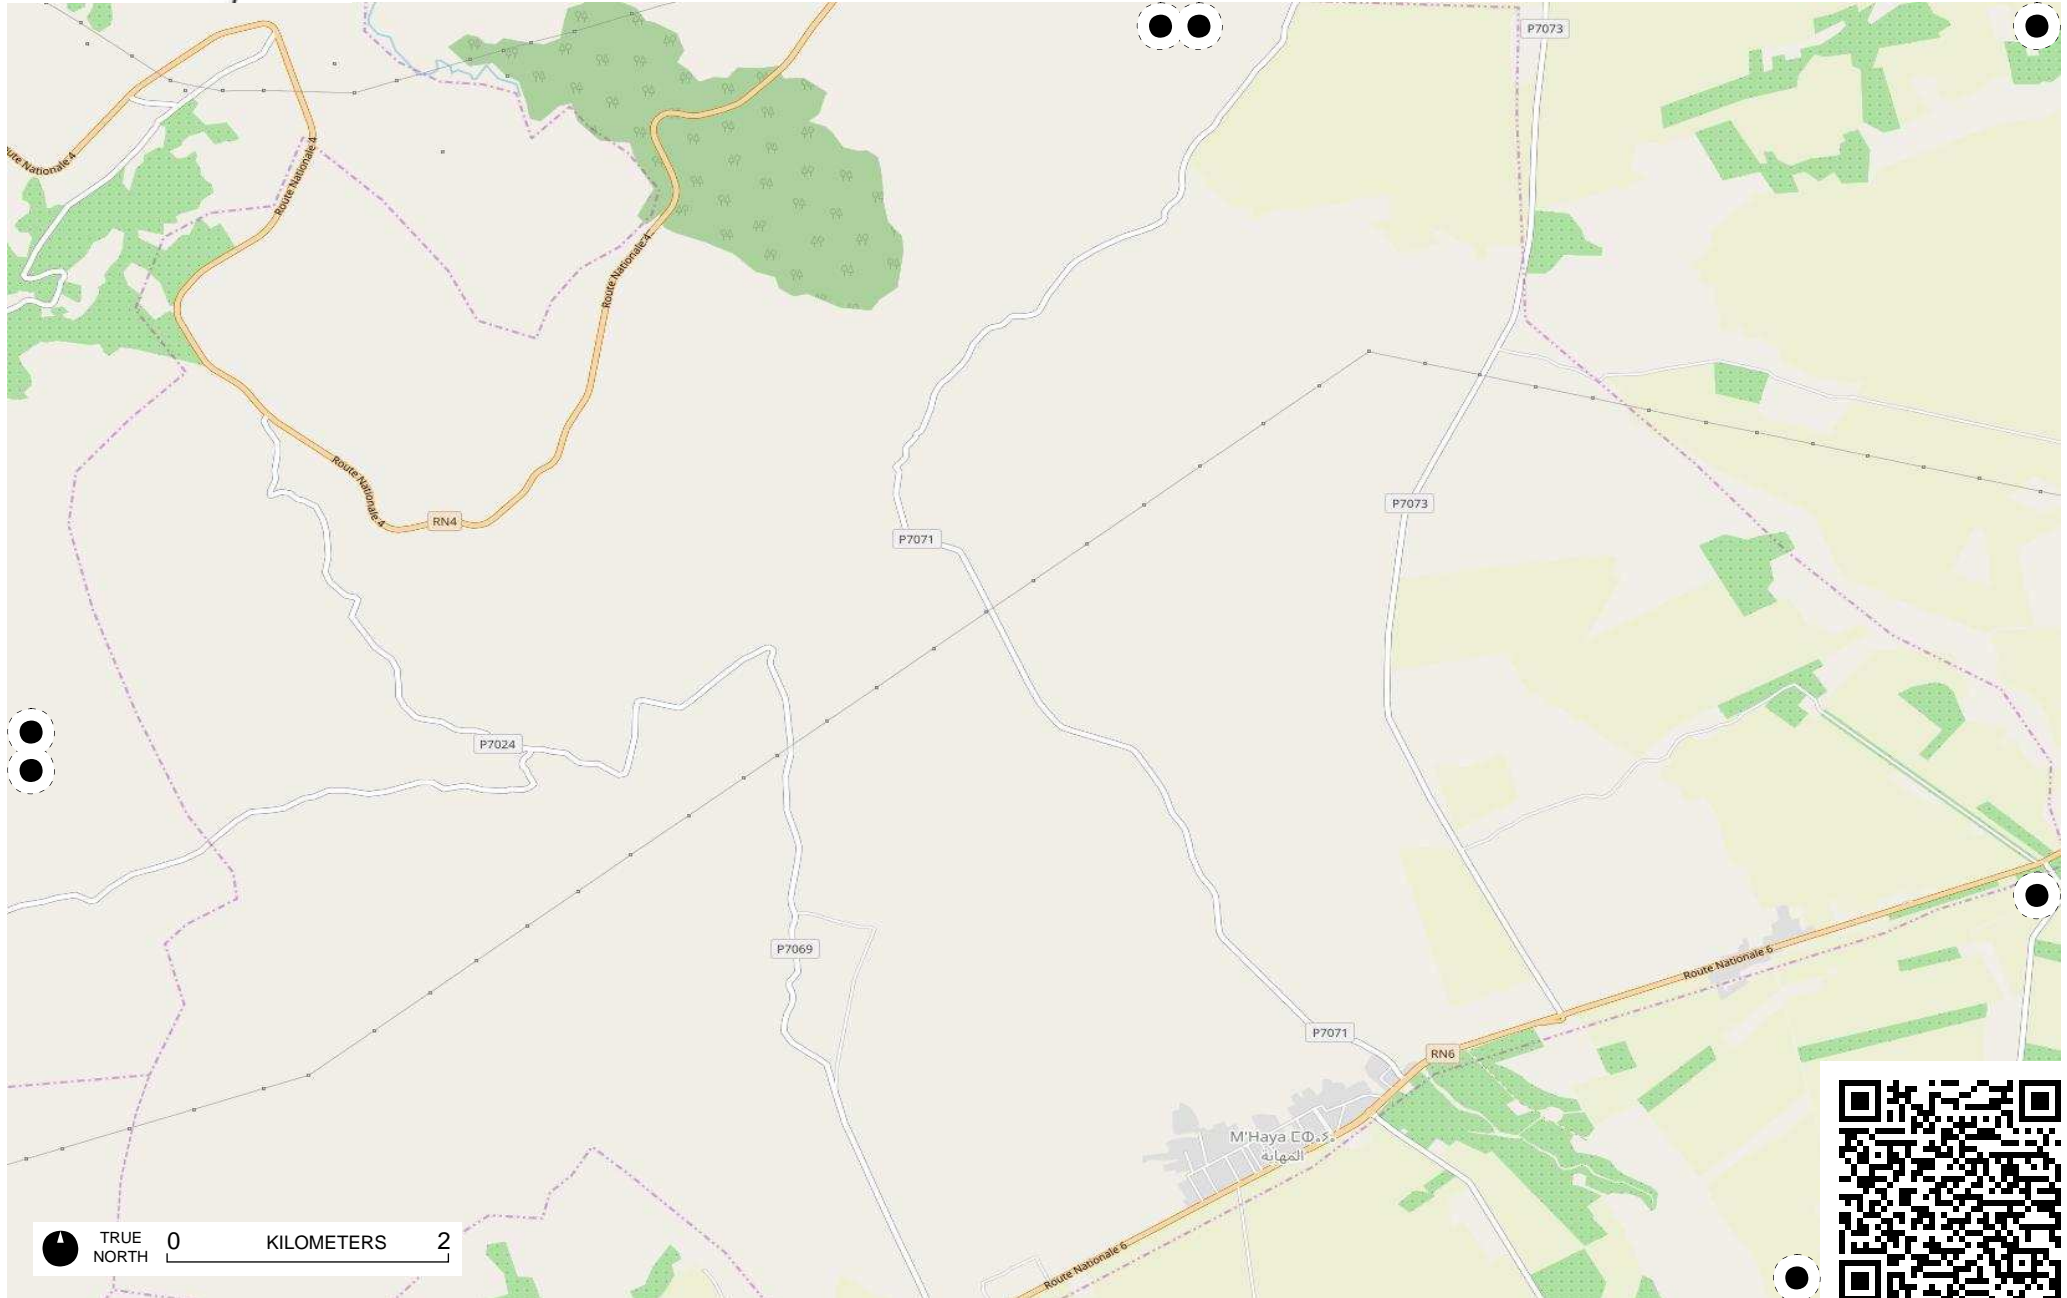 P7073
Route Nationale 4
Route Nationale 4
Route Nationale 4
Route Nationale 4
RN4
P7073
P7071
P7024
P7069
Route Nationale 6
P7071
RN6
M'Haya ⵎⵀⴰⵢⴰ
المهاية
Route Nationale 6
TRUE
NORTH
0 KILOMETERS 2